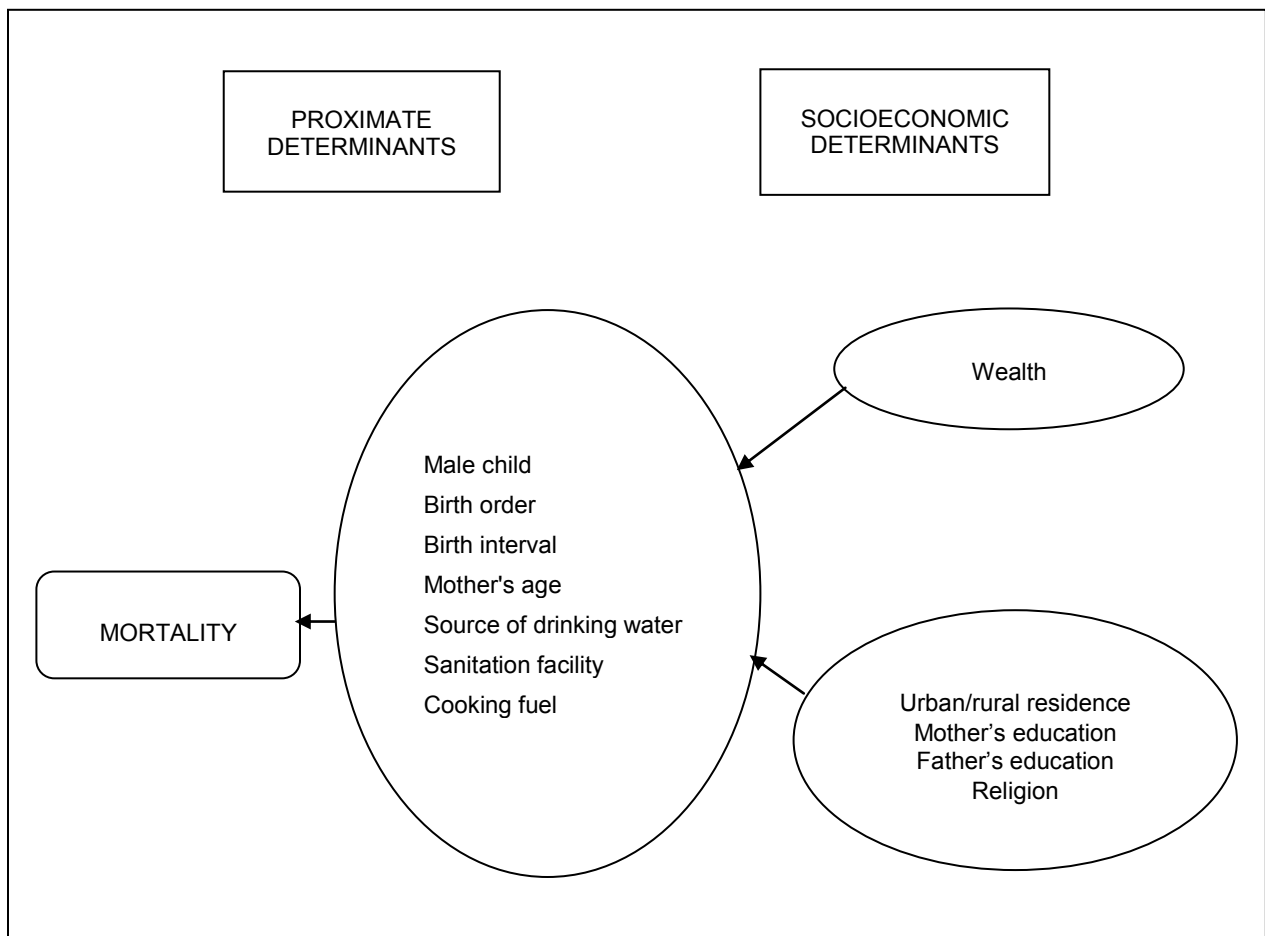 PROXIMATE
DETERMINANTS
SOCIOECONOMIC
DETERMINANTS
Wealth
Male child
Birth order
Birth interval
Mother's age
Source of drinking water
Sanitation facility
Cooking fuel
MORTALITY
Urban/rural residence
Mother’s education
Father’s education
Religion